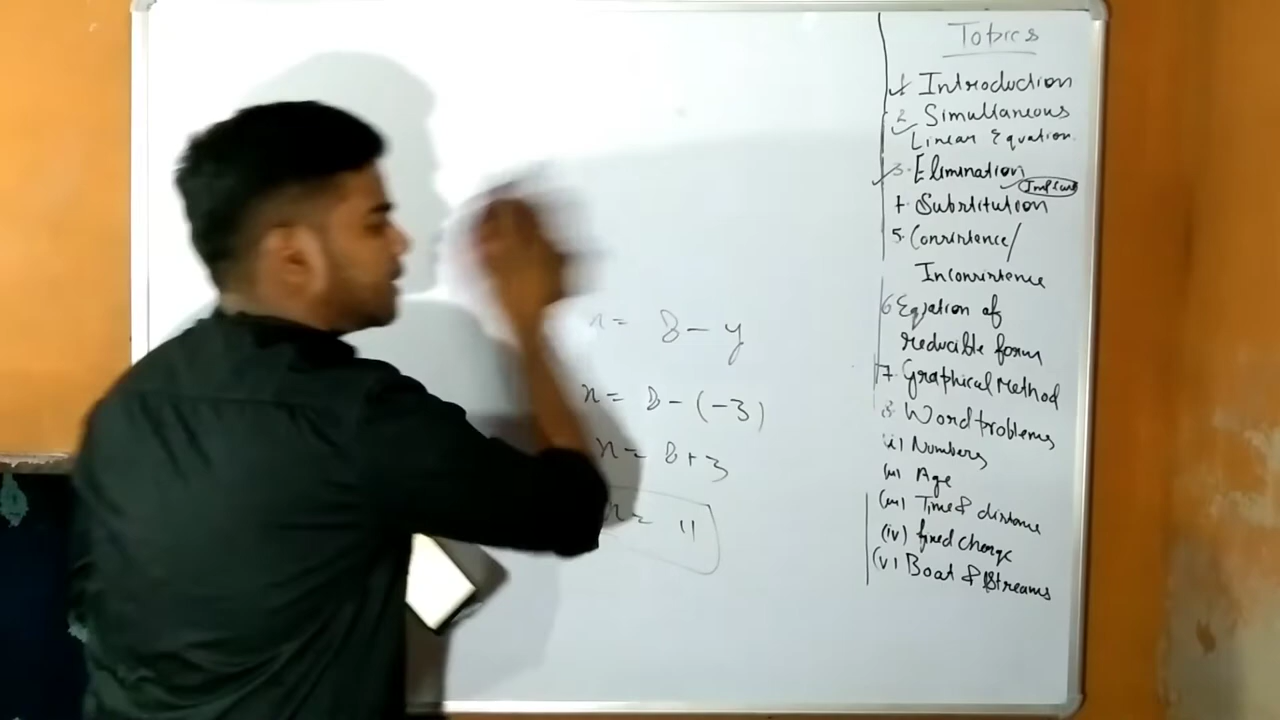 x = 8 - y
x = 8 - (-3)
x = 8 + 3
x = 11
Topics
1 Introduction
2 Simultaneous
Linear Equation
3. Elimination
4. Substitution
5. Consistence/
Inconsistence
6 Eqation of
reducible form
7. Graphical Method
8. Word problems
ii) Numbers
(ii) Age
(iii) Time & distance
(iv) fixed charge
(v) Boat & Streams